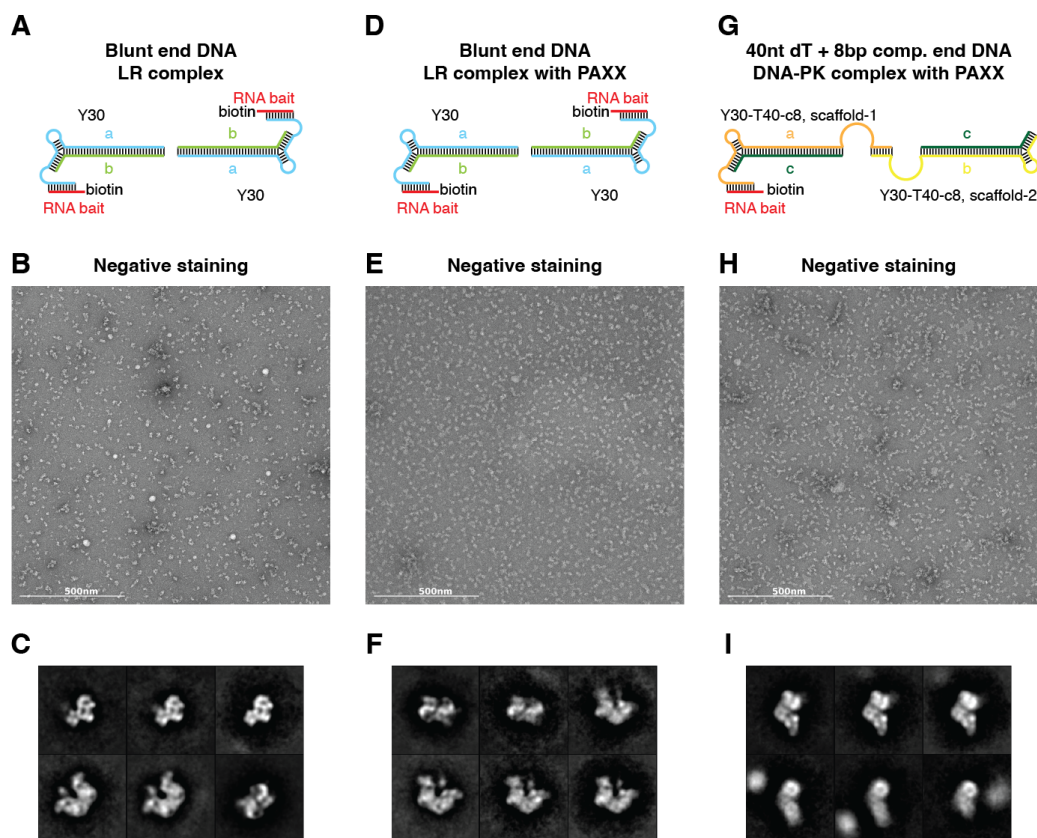 A
Blunt end DNA
LR complex
RNA bait
biotin
Y30
a
b
b
a
biotin
Y30
RNA bait
D
Blunt end DNA
LR complex with PAXX
RNA bait
biotin
Y30
a
b
b
a
biotin
Y30
RNA bait
G
40nt dT + 8bp comp. end DNA
DNA-PK complex with PAXX
Y30-T40-c8, scaffold-1
a
c
c
b
biotin
Y30-T40-c8, scaffold-2
RNA bait
B
Negative staining
500nm
E
Negative staining
500nm
H
Negative staining
500nm
C
F
I